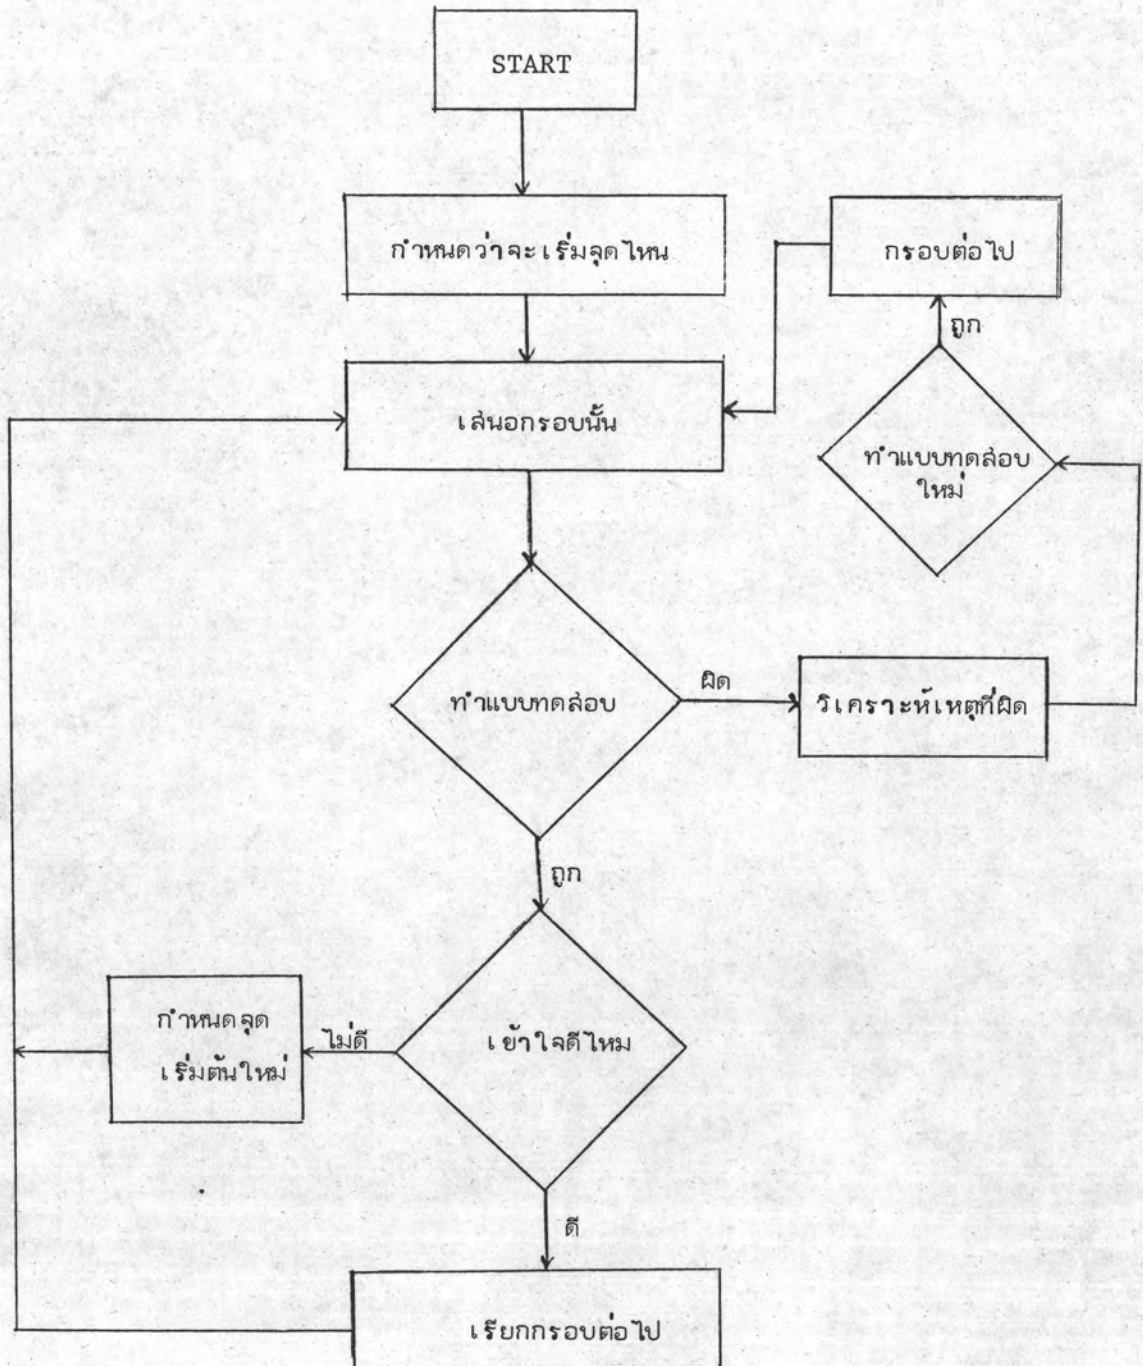 START
กำหนดว่าจะเริ่มจุดไหน
กรอบต่อไป
ถูก
เสนอกรอบนั้น
ทำแบบทดสอบ
ใหม่
ทำแบบทดสอบ
ผิด
วิเคราะห์เหตุที่ผิด
ถูก
เข้าใจดีไหม
ไม่ดี
กำหนดจุด
เริ่มต้นใหม่
ดี
เรียกกรอบต่อไป